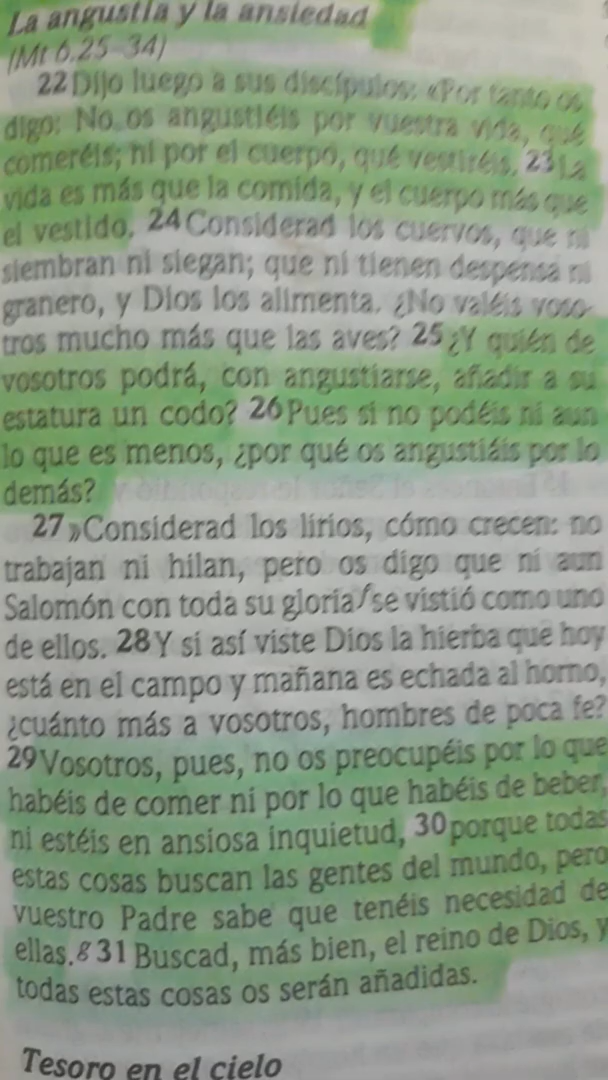 La angustia y la ansiedad
(Mt 6.25-34)
22 Dijo luego a sus discípulos: «Por tanto os
digo: No os angustiéis por vuestra vida, qué
comeréis; ni por el cuerpo, qué vestiréis. 23 La
vida es más que la comida, y el cuerpo más que
el vestido. 24 Considerad los cuervos, que ni
siembran ni siegan; que ni tienen despensa ni
granero, y Dios los alimenta. ¿No valéis voso-
tros mucho más que las aves? 25 ¿Y quién de
vosotros podrá, con angustiarse, añadir a su
estatura un codo? 26 Pues si no podéis ni aun
lo que es menos, ¿por qué os angustiáis por lo
demás?
27 »Considerad los lirios, cómo crecen: no
trabajan ni hilan, pero os digo que ni aun
Salomón con toda su gloria f se vistió como uno
de ellos. 28 Y si así viste Dios la hierba que hoy
está en el campo y mañana es echada al horno,
¿cuánto más a vosotros, hombres de poca fe?
29 Vosotros, pues, no os preocupéis por lo que
habéis de comer ni por lo que habéis de beber,
ni estéis en ansiosa inquietud, 30 porque todas
estas cosas buscan las gentes del mundo, pero
vuestro Padre sabe que tenéis necesidad de
ellas. g 31 Buscad, más bien, el reino de Dios, y
todas estas cosas os serán añadidas.
Tesoro en el cielo